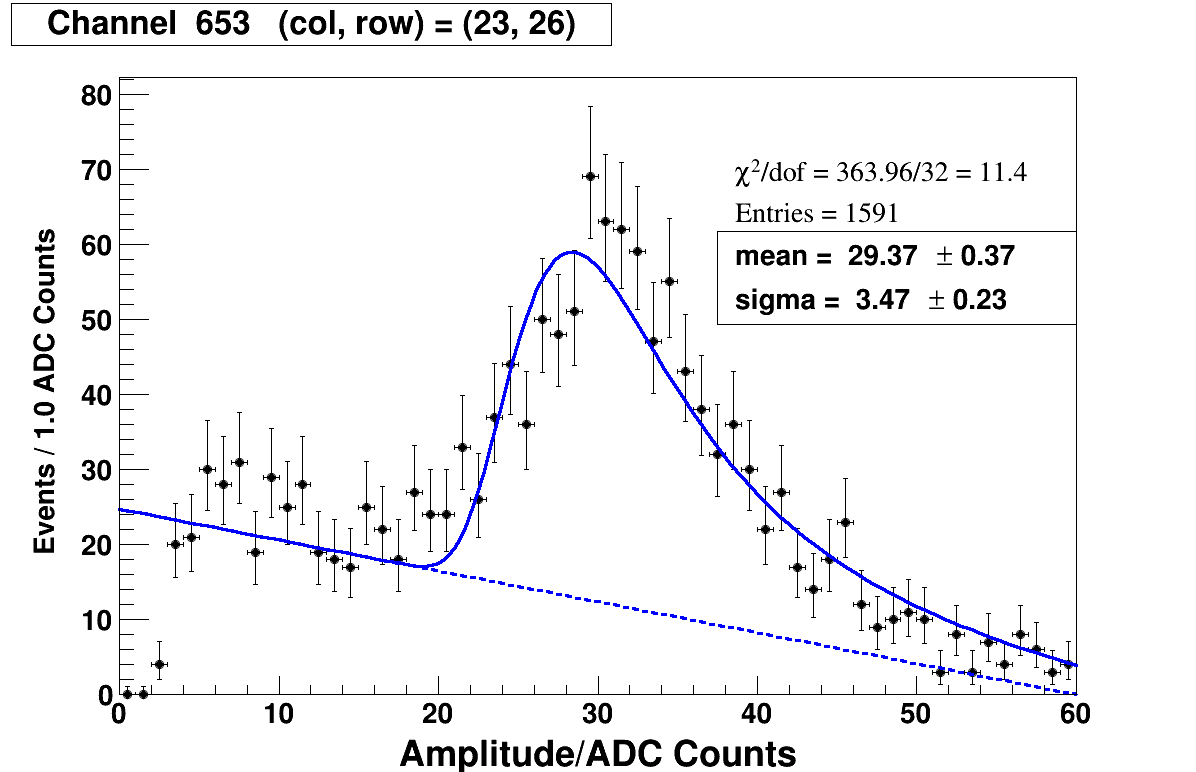 Channel 653 (col, row) = (23, 26)
80
70
60
50
40
30
20
10
0
Events / 1.0 ADC Counts
χ²/dof = 363.96/32 = 11.4
Entries = 1591
mean = 29.37 ± 0.37
sigma = 3.47 ± 0.23
0 10 20 30 40 50 60
Amplitude/ADC Counts